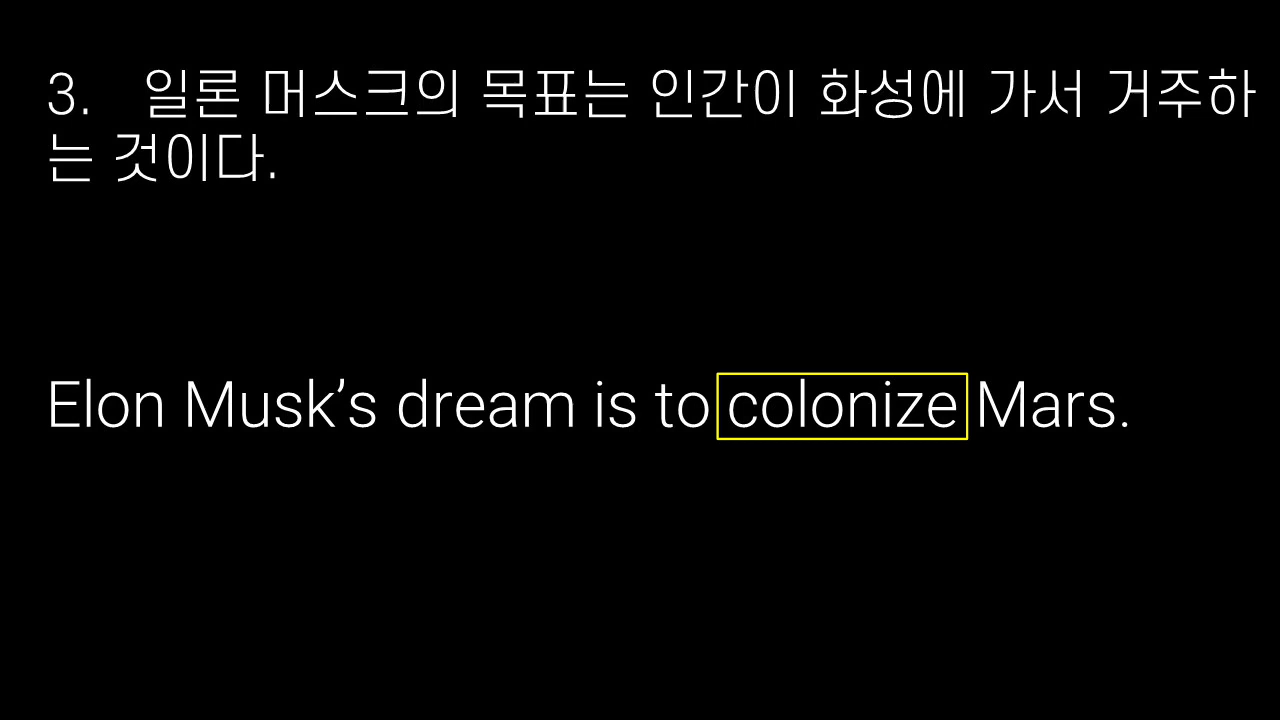 3. 일론 머스크의 목표는 인간이 화성에 가서 거주하
는 것이다.
Elon Musk’s dream is to colonize Mars.